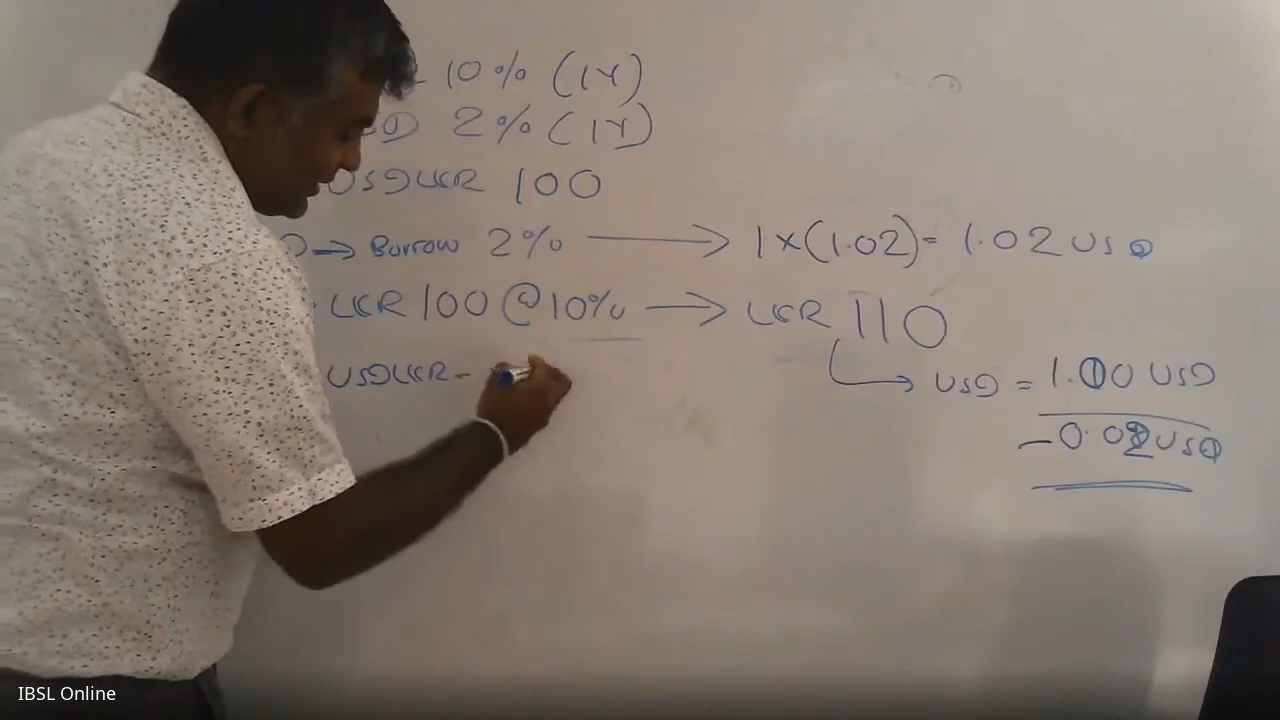 10% (1Y)
2% (1Y)
USDLKR 100
→ Borrow 2% → 1×(1.02)= 1.02 USD
LKR 100 @ 10% → LKR 110
USDLKR -
USD = 1.00 USD
-0.02 USD
IBSL Online